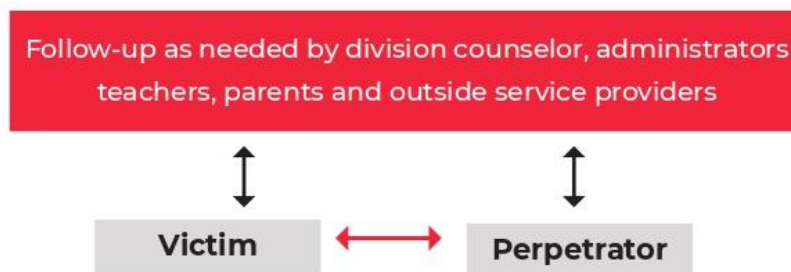 Follow-up as needed by division counselor, administrators
teachers, parents and outside service providers
Victim
Perpetrator